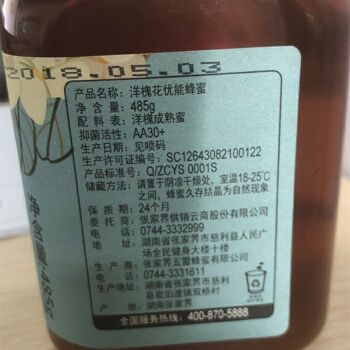 2018.05.03
产品名称：洋槐花优能蜂蜜
净 含 量：485g
配 料 表：洋槐成熟蜜
抑菌活性：AA30+
生产日期：见喷码
生产许可证编号：SC12643082100122
产品标准代号：Q/ZCYS 0001S
储藏方法：请置于阴凉干燥处，室温18-25℃
之间，蜂蜜久存结晶为自然现象
保 质 期：24个月
委 托 商：张家界供销云商股份有限公司
电 话：0744-3332999
地 址：湖南省张家界市慈利县人民广
场全民健身大楼十楼
生 产 商：张家界五雷蜂蜜有限公司
电 话：0744-3331611
生产地址：湖南省张家界市慈利
县岩泊渡镇双桥村
产 地：湖南张家界
全国服务热线：400-870-5888
净含量:485g